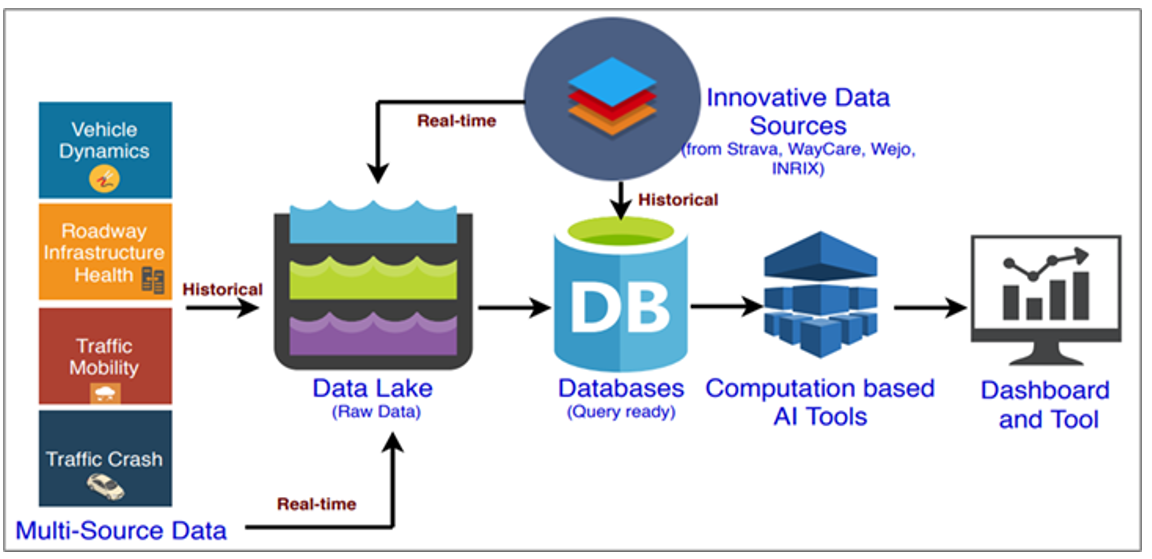 Vehicle
Dynamics
Roadway
Infrastructure
Health
Traffic
Mobility
Traffic Crash
Multi-Source Data
Historical
Real-time
Real-time
Innovative Data
Sources
(from Strava, WayCare, Wejo,
INRIX)
Historical
Data Lake
(Raw Data)
DB
Databases
(Query ready)
Computation based
AI Tools
Dashboard
and Tool